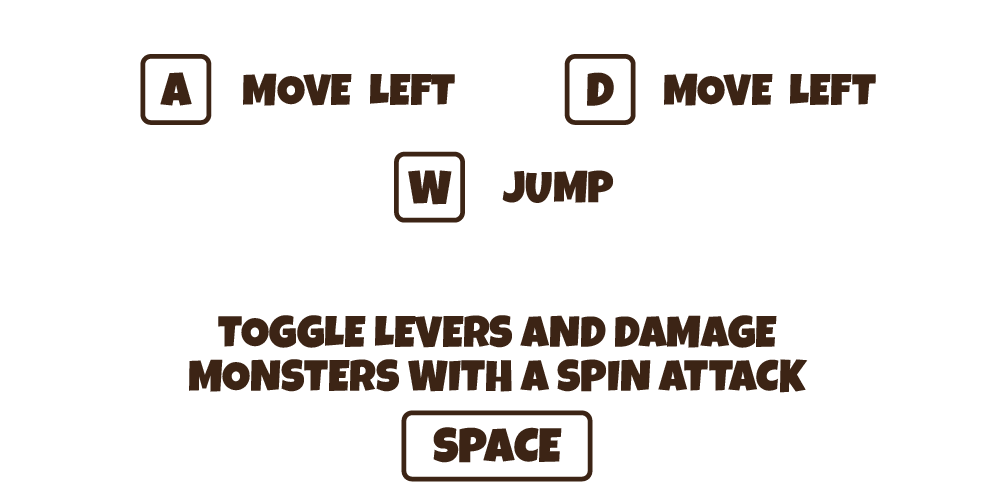 A MOVE LEFT D MOVE LEFT
W JUMP
TOGGLE LEVERS AND DAMAGE
MONSTERS WITH A SPIN ATTACK
SPACE